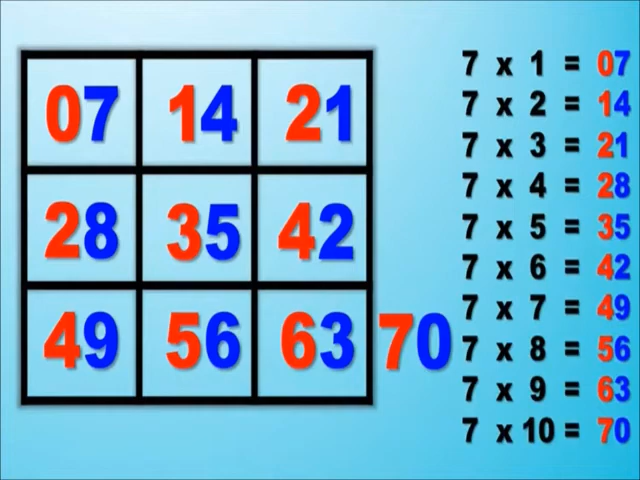 07 14 21
28 35 42
49 56 63 70
7 x 1 = 07
7 x 2 = 14
7 x 3 = 21
7 x 4 = 28
7 x 5 = 35
7 x 6 = 42
7 x 7 = 49
7 x 8 = 56
7 x 9 = 63
7 x 10 = 70